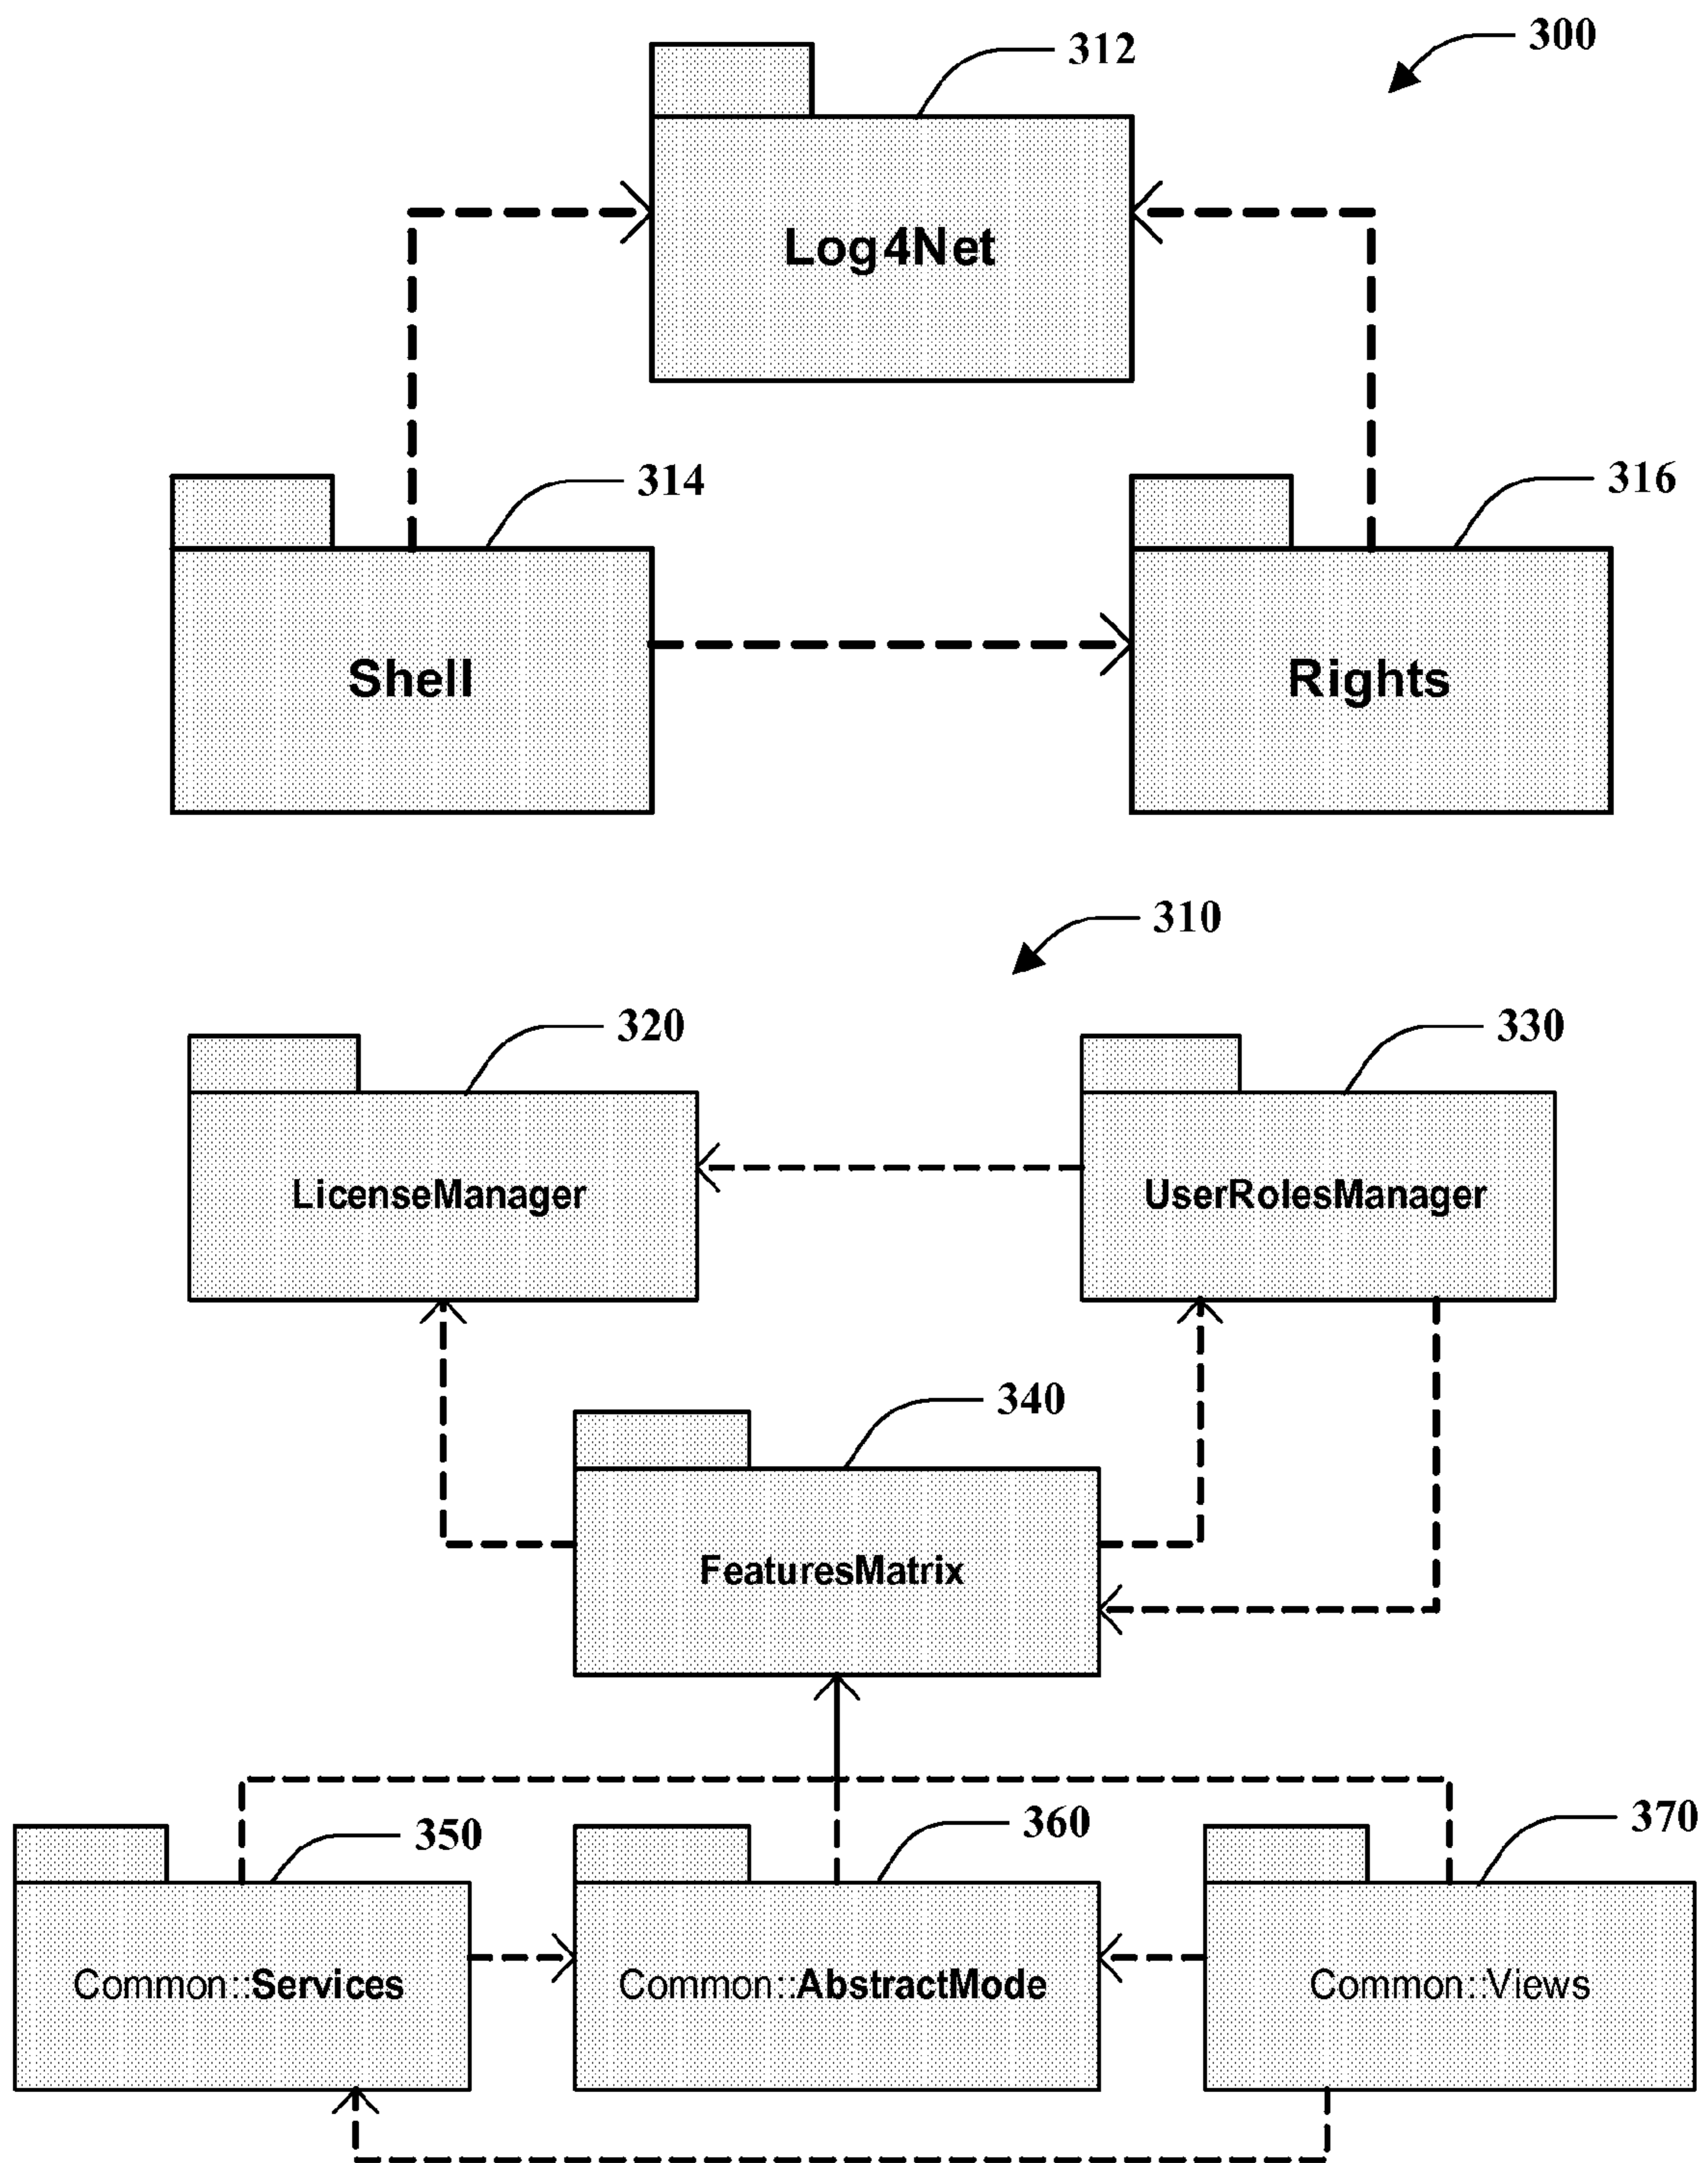 300
312
Log4Net
314
316
Shell
Rights
310
320
330
LicenseManager
UserRolesManager
340
FeaturesMatrix
350
360
370
Common::Services
Common::AbstractMode
Common::Views